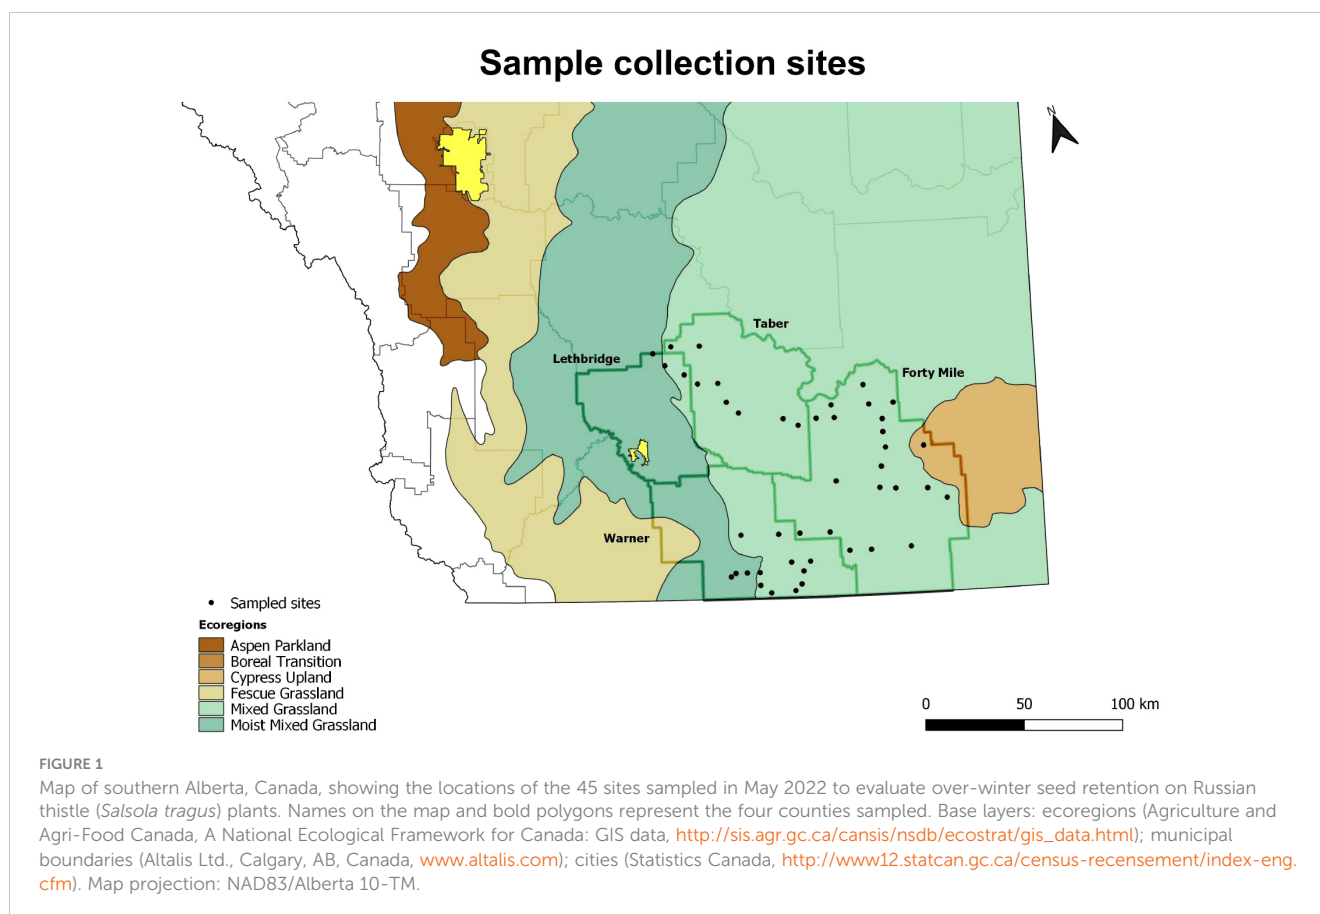 Sample collection sites
N
Taber
Lethbridge
Forty Mile
Warner
Sampled sites
Ecoregions
Aspen Parkland
Boreal Transition
Cypress Upland
Fescue Grassland
Mixed Grassland
Moist Mixed Grassland
0 50 100 km
FIGURE 1
Map of southern Alberta, Canada, showing the locations of the 45 sites sampled in May 2022 to evaluate over-winter seed retention on Russian
thistle (Salsola tragus) plants. Names on the map and bold polygons represent the four counties sampled. Base layers: ecoregions (Agriculture and
Agri-Food Canada, A National Ecological Framework for Canada: GIS data, http://sis.agr.gc.ca/cansis/nsdb/ecostrat/gis_data.html); municipal
boundaries (Altalis Ltd., Calgary, AB, Canada, www.altalis.com); cities (Statistics Canada, http://www12.statcan.gc.ca/census-recensement/index-eng.
cfm). Map projection: NAD83/Alberta 10-TM.